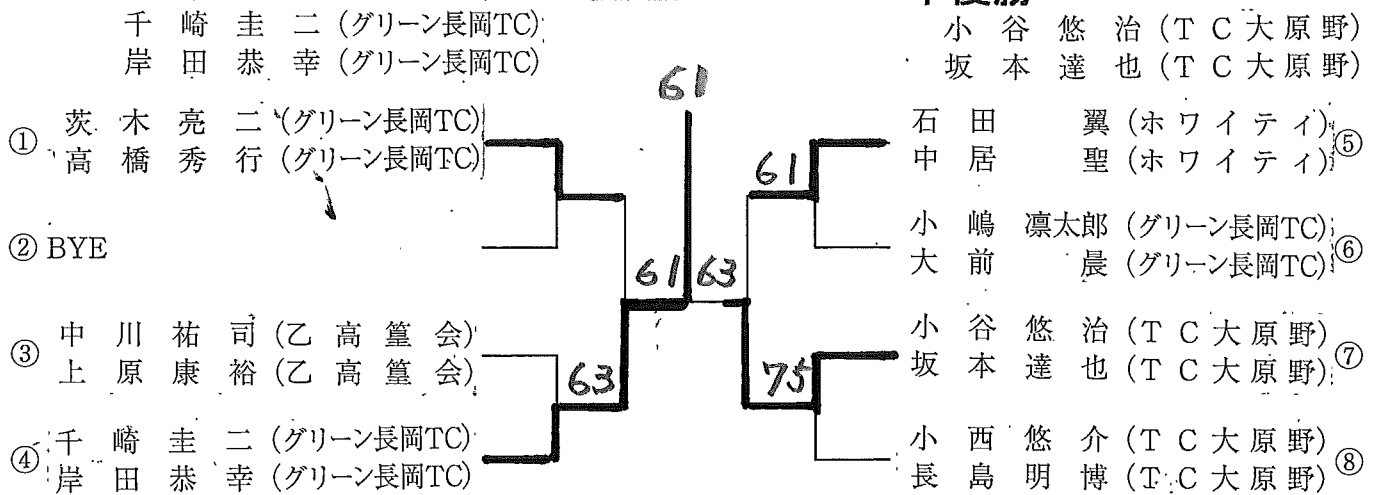 準優勝
千崎圭二(グリーン長岡TC)
岸田恭幸(グリーン長岡TC)
小谷悠治(TC大原野)
坂本達也(TC大原野)
61
① 茨木亮二(グリーン長岡TC)
高橋秀行(グリーン長岡TC)
② BYE
③ 中川祐司(乙高篁会)
上原康裕(乙高篁会)
④ 千崎圭二(グリーン長岡TC)
岸田恭幸(グリーン長岡TC)
63
61
63
61
75
石田翼(ホワイティ) ⑤
中居聖(ホワイティ)
小嶋凛太郎(グリーン長岡TC) ⑥
大前晨(グリーン長岡TC)
小谷悠治(TC大原野) ⑦
坂本達也(TC大原野)
小西悠介(TC大原野) ⑧
長島明博(TC大原野)